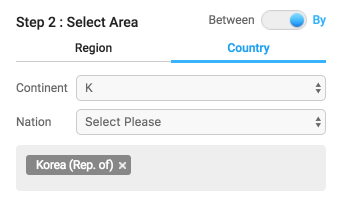 Step 2 : Select Area
Between By
Region Country
Continent K
Nation Select Please
Korea (Rep. of) ×